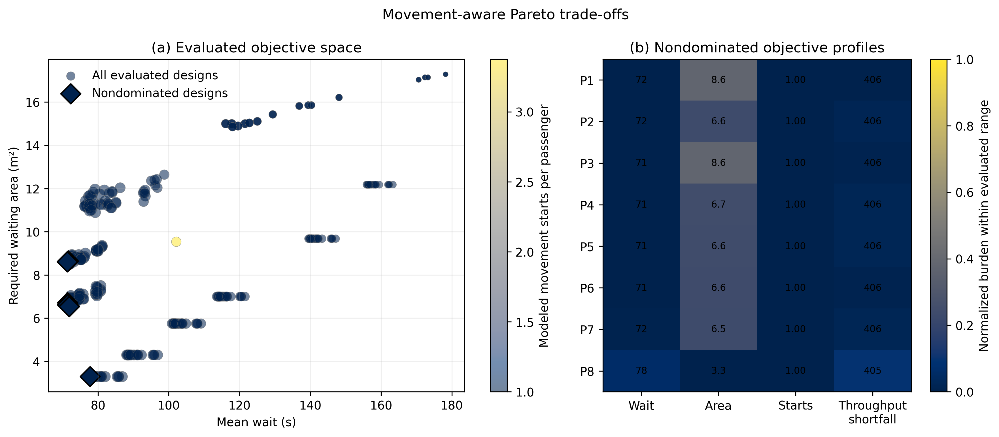 Movement-aware Pareto trade-offs
(a) Evaluated objective space
All evaluated designs
Nondominated designs
16
14
12
10
8
6
4
Required waiting area (m²)
80 100 120 140 160 180
Mean wait (s)
3.0
2.5
2.0
1.5
1.0
Modeled movement starts per passenger
(b) Nondominated objective profiles
P1 72 8.6 1.00 406
P2 72 6.6 1.00 406
P3 71 8.6 1.00 406
P4 71 6.7 1.00 406
P5 71 6.6 1.00 406
P6 71 6.6 1.00 406
P7 72 6.5 1.00 406
P8 78 3.3 1.00 405
Wait Area Starts Throughput
shortfall
1.0
0.8
0.6
0.4
0.2
0.0
Normalized burden within evaluated range